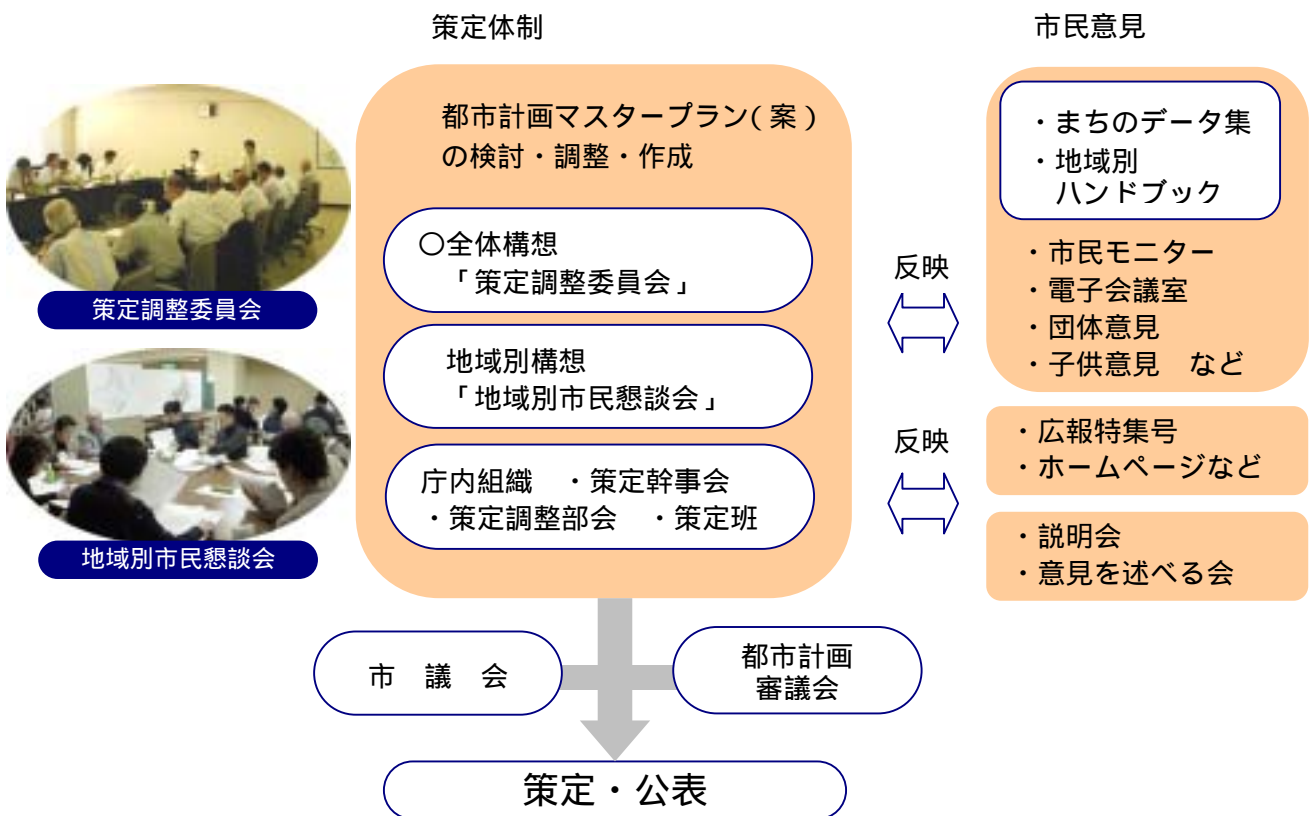 策定体制
市民意見
都市計画マスタープラン(案)
の検討・調整・作成
〇全体構想
「策定調整委員会」
地域別構想
「地域別市民懇談会」
庁内組織　・策定幹事会
・策定調整部会　・策定班
策定調整委員会
地域別市民懇談会
反映
反映
・まちのデータ集
・地域別
ハンドブック
・市民モニター
・電子会議室
・団体意見
・子供意見　など
・広報特集号
・ホームページなど
・説明会
・意見を述べる会
市　議　会
都市計画
審議会
策定・公表